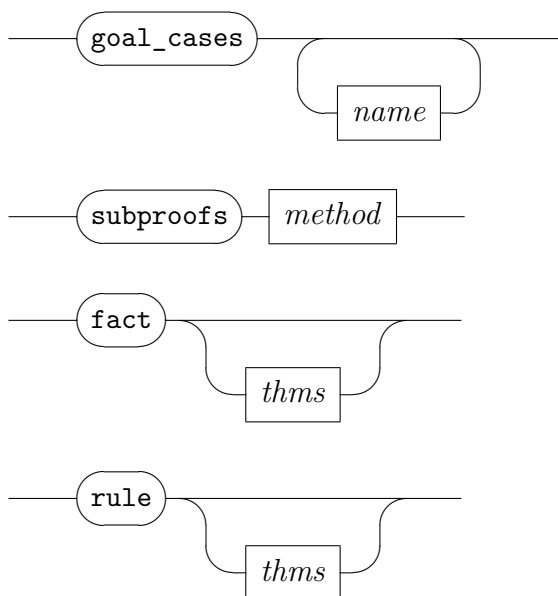 goal_cases
name
subproofs method
fact
thms
rule
thms